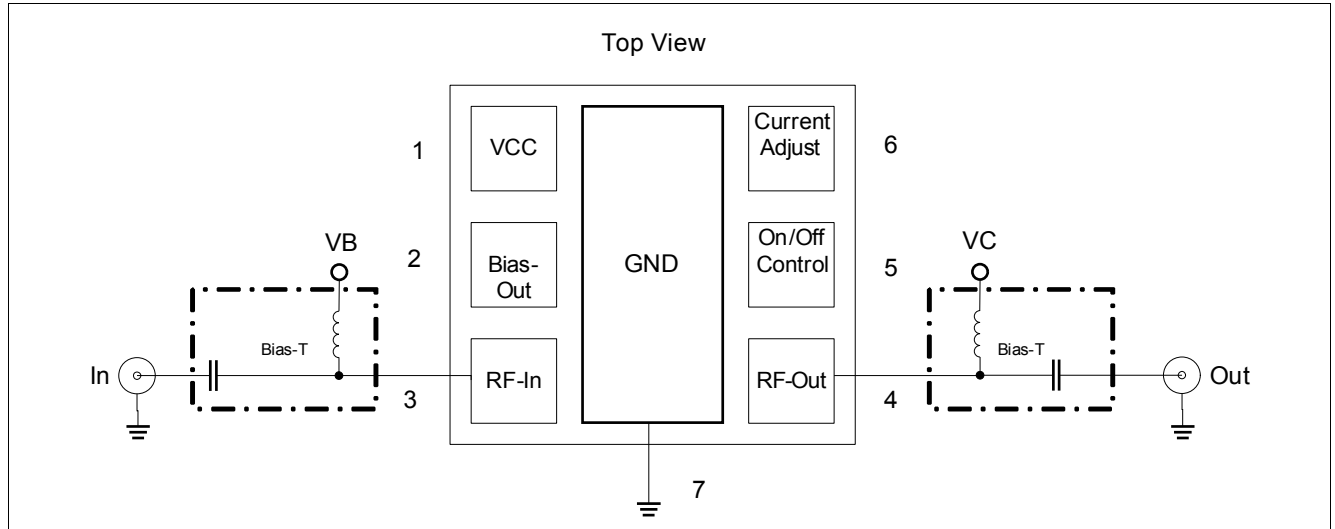 Top View
1
VCC
Current
Adjust
6
VB
2
Bias-
Out
GND
On/Off
Control
5
VC
Bias-T
Bias-T
In
3
RF-In
RF-Out
4
Out
7